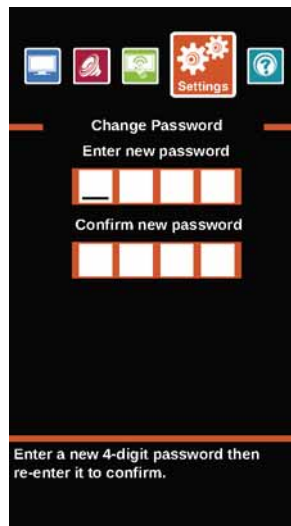 Settings
Change Password
Enter new password
Confirm new password
Enter a new 4-digit password then
re-enter it to confirm.